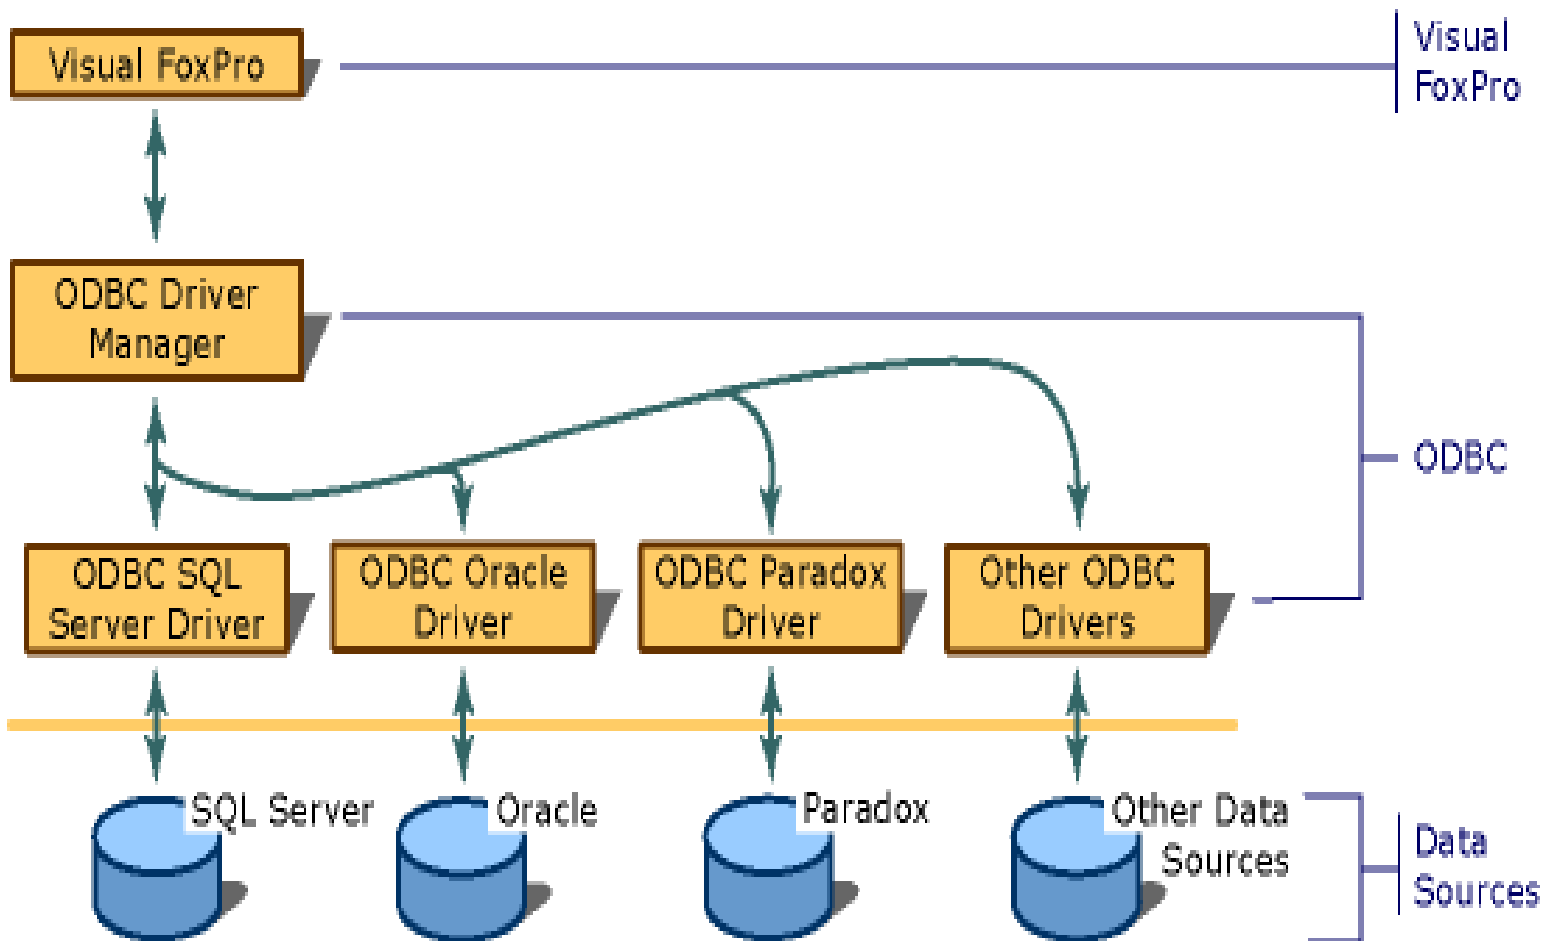 Visual FoxPro
Visual
FoxPro
ODBC Driver
Manager
ODBC
ODBC SQL
Server Driver
ODBC Oracle
Driver
ODBC Paradox
Driver
Other ODBC
Drivers
SQL Server
Oracle
Paradox
Other Data
Sources
Data
Sources